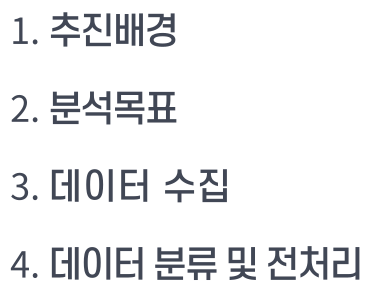 1. 추진배경
2. 분석목표
3. 데이터 수집
4. 데이터 분류 및 전처리